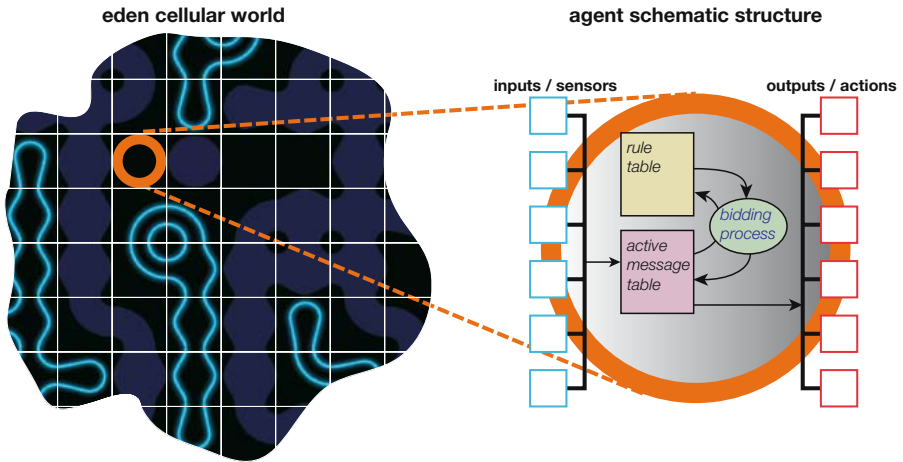 eden cellular world
agent schematic structure
inputs / sensors
outputs / actions
rule
table
bidding
process
active
message
table